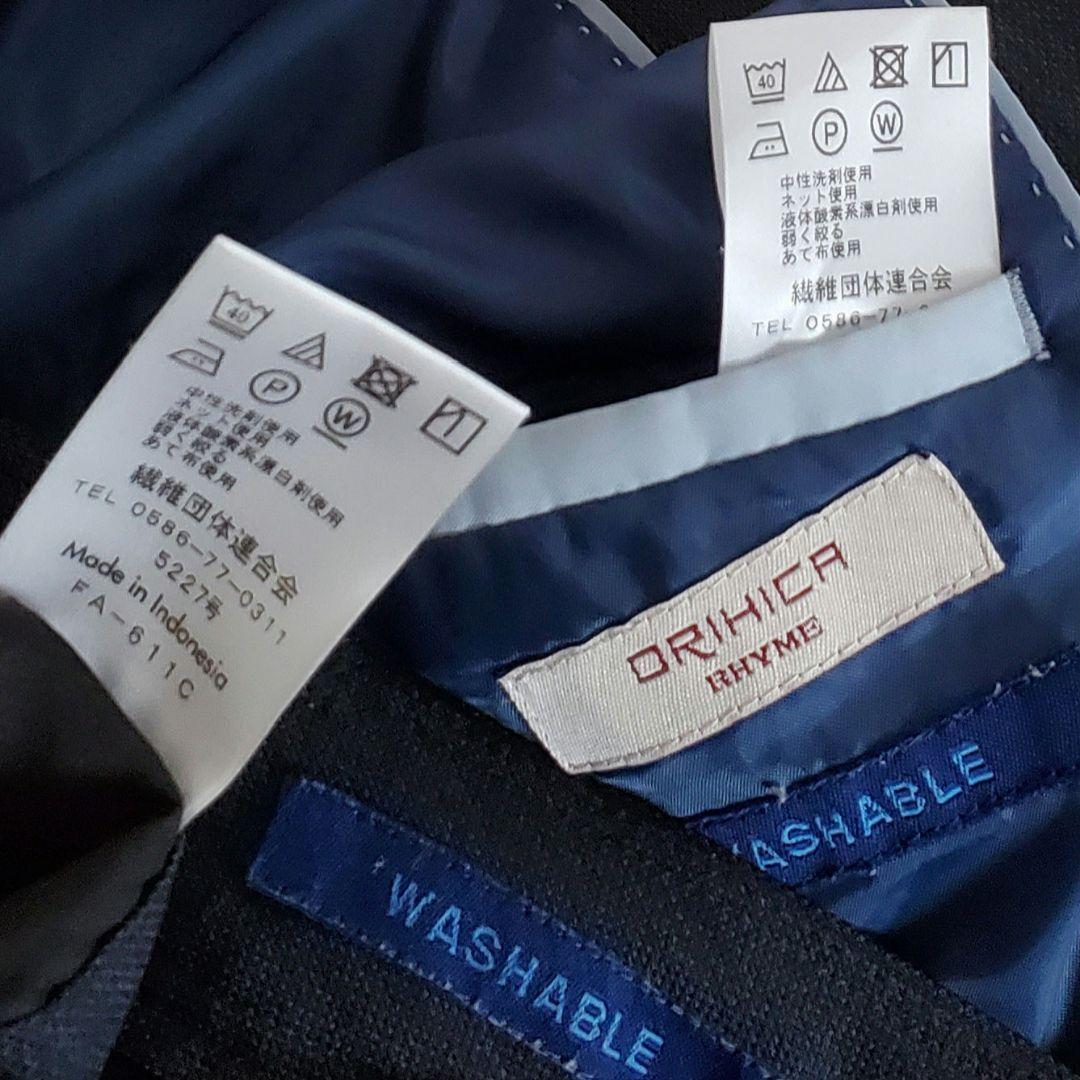 40
P W
中性洗剤使用
ネット使用
液体酸素系漂白剤使用
弱く絞る
あて布使用
繊維団体連合会
TEL 0586-77-
40
P W
中性洗剤使用
ネット使用
液体酸素系漂白剤使用
弱く絞る
あて布使用
繊維団体連合会
TEL 0586-77-0311
5227号
Made in Indonesia
FA-611C
ORIHICA
RHYME
WASHABLE
WASHABLE